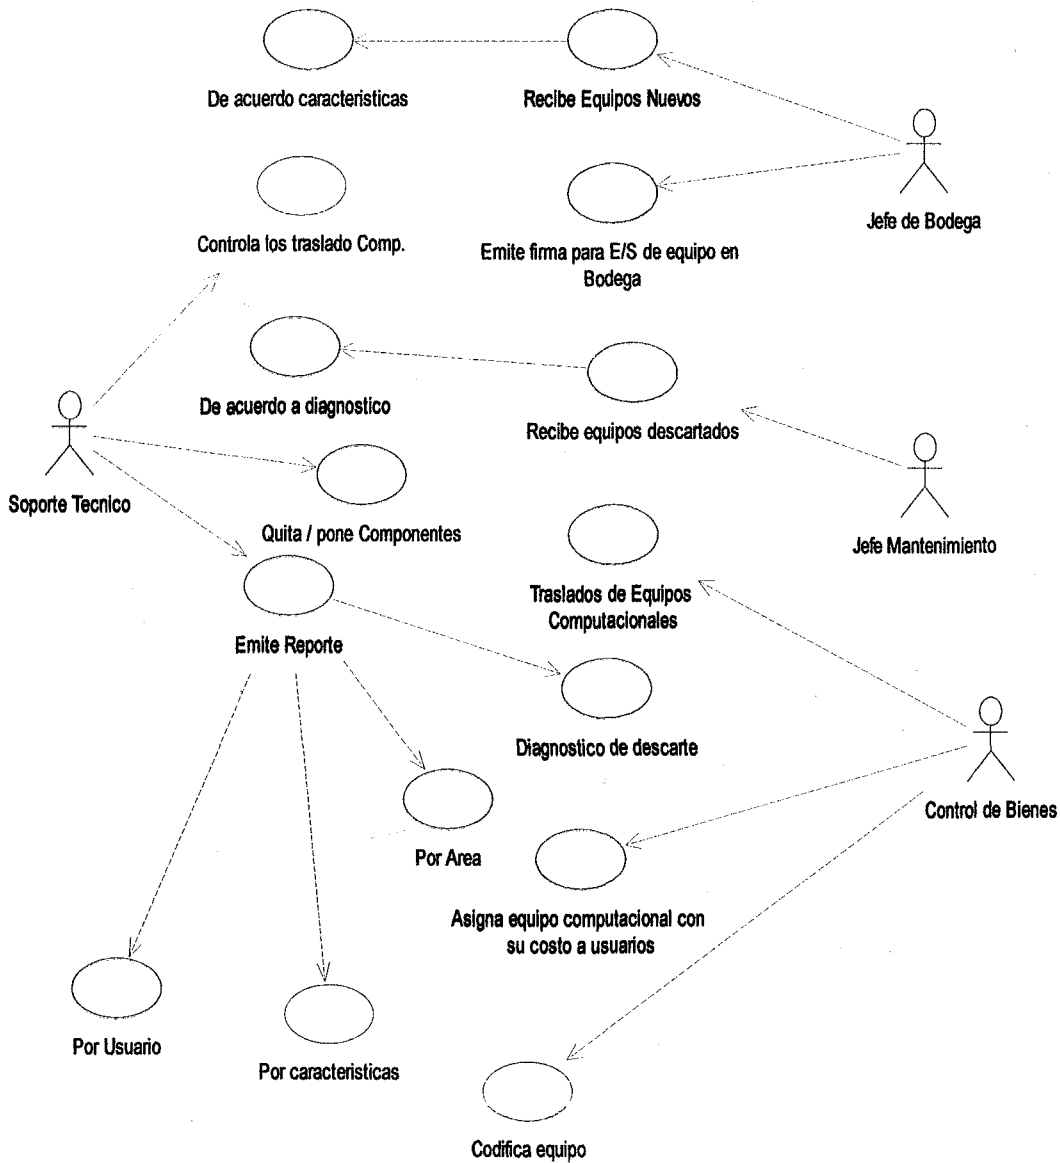 De acuerdo caracteristicas
Recibe Equipos Nuevos
Jefe de Bodega
Controla los traslado Comp.
Emite firma para E/S de equipo en
Bodega
De acuerdo a diagnostico
Recibe equipos descartados
Soporte Tecnico
Quita / pone Componentes
Jefe Mantenimiento
Traslados de Equipos
Computacionales
Emite Reporte
Diagnostico de descarte
Control de Bienes
Por Area
Asigna equipo computacional con
su costo a usuarios
Por Usuario
Por caracteristicas
Codifica equipo